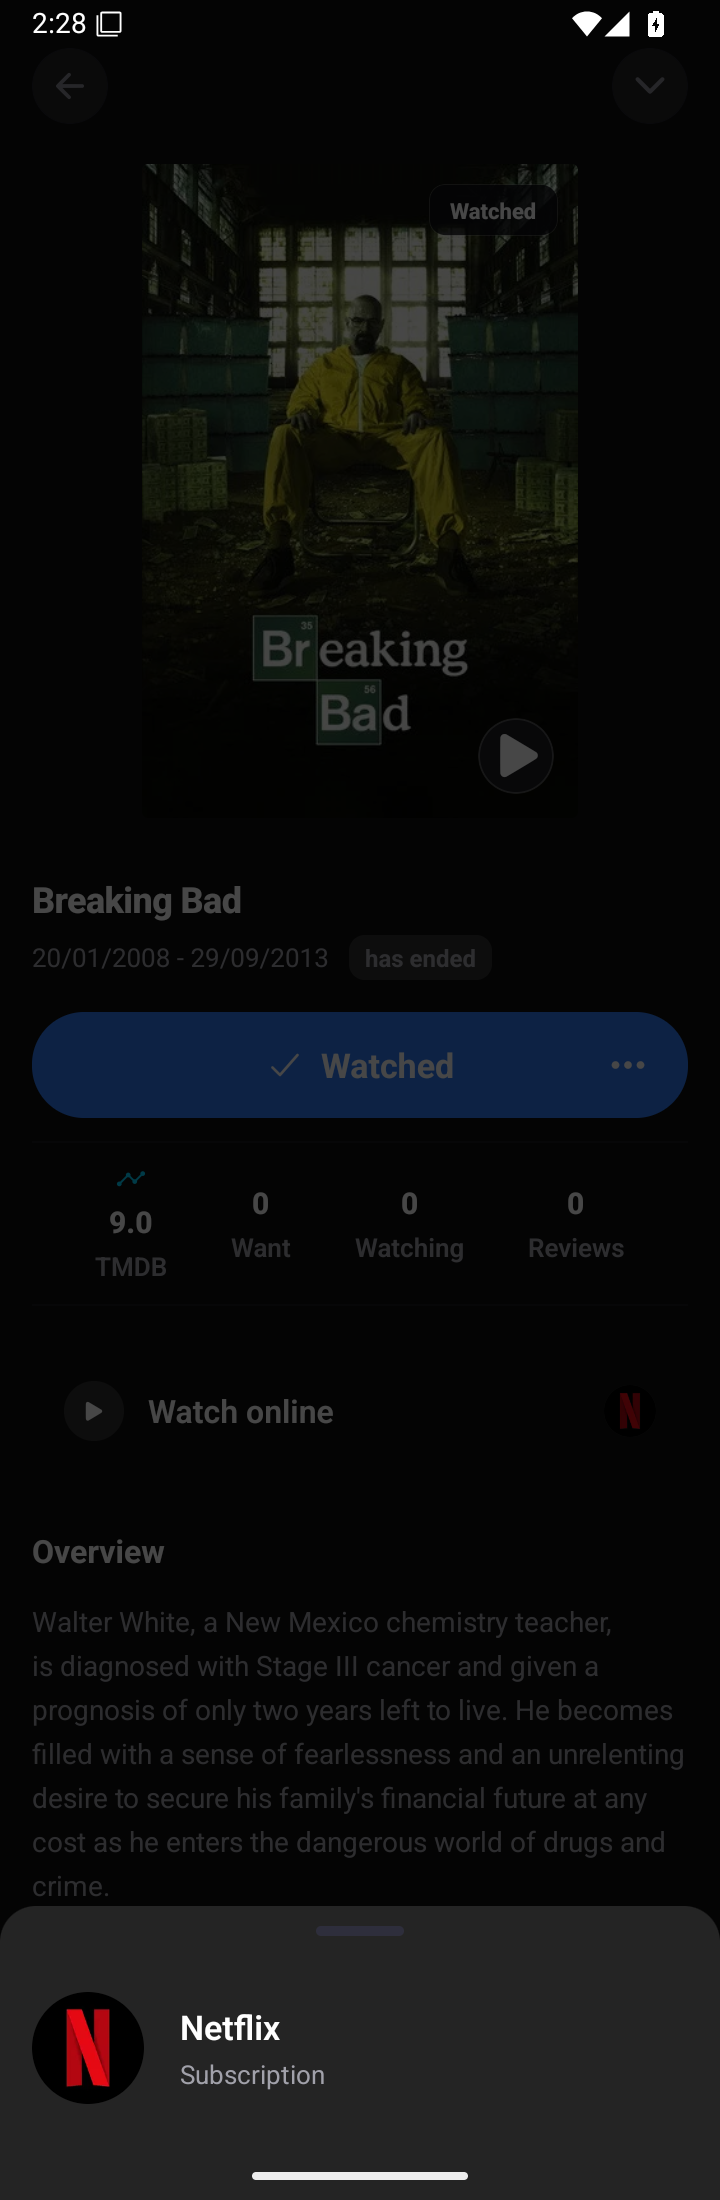 2:28
Watched
35
Breaking
56
Bad
Breaking Bad
20/01/2008 - 29/09/2013 has ended
Watched
9.0
TMDB
0
Want
0
Watching
0
Reviews
Watch online
N
Overview
Walter White, a New Mexico chemistry teacher,
is diagnosed with Stage III cancer and given a
prognosis of only two years left to live. He becomes
filled with a sense of fearlessness and an unrelenting
desire to secure his family's financial future at any
cost as he enters the dangerous world of drugs and
crime.
N
Netflix
Subscription